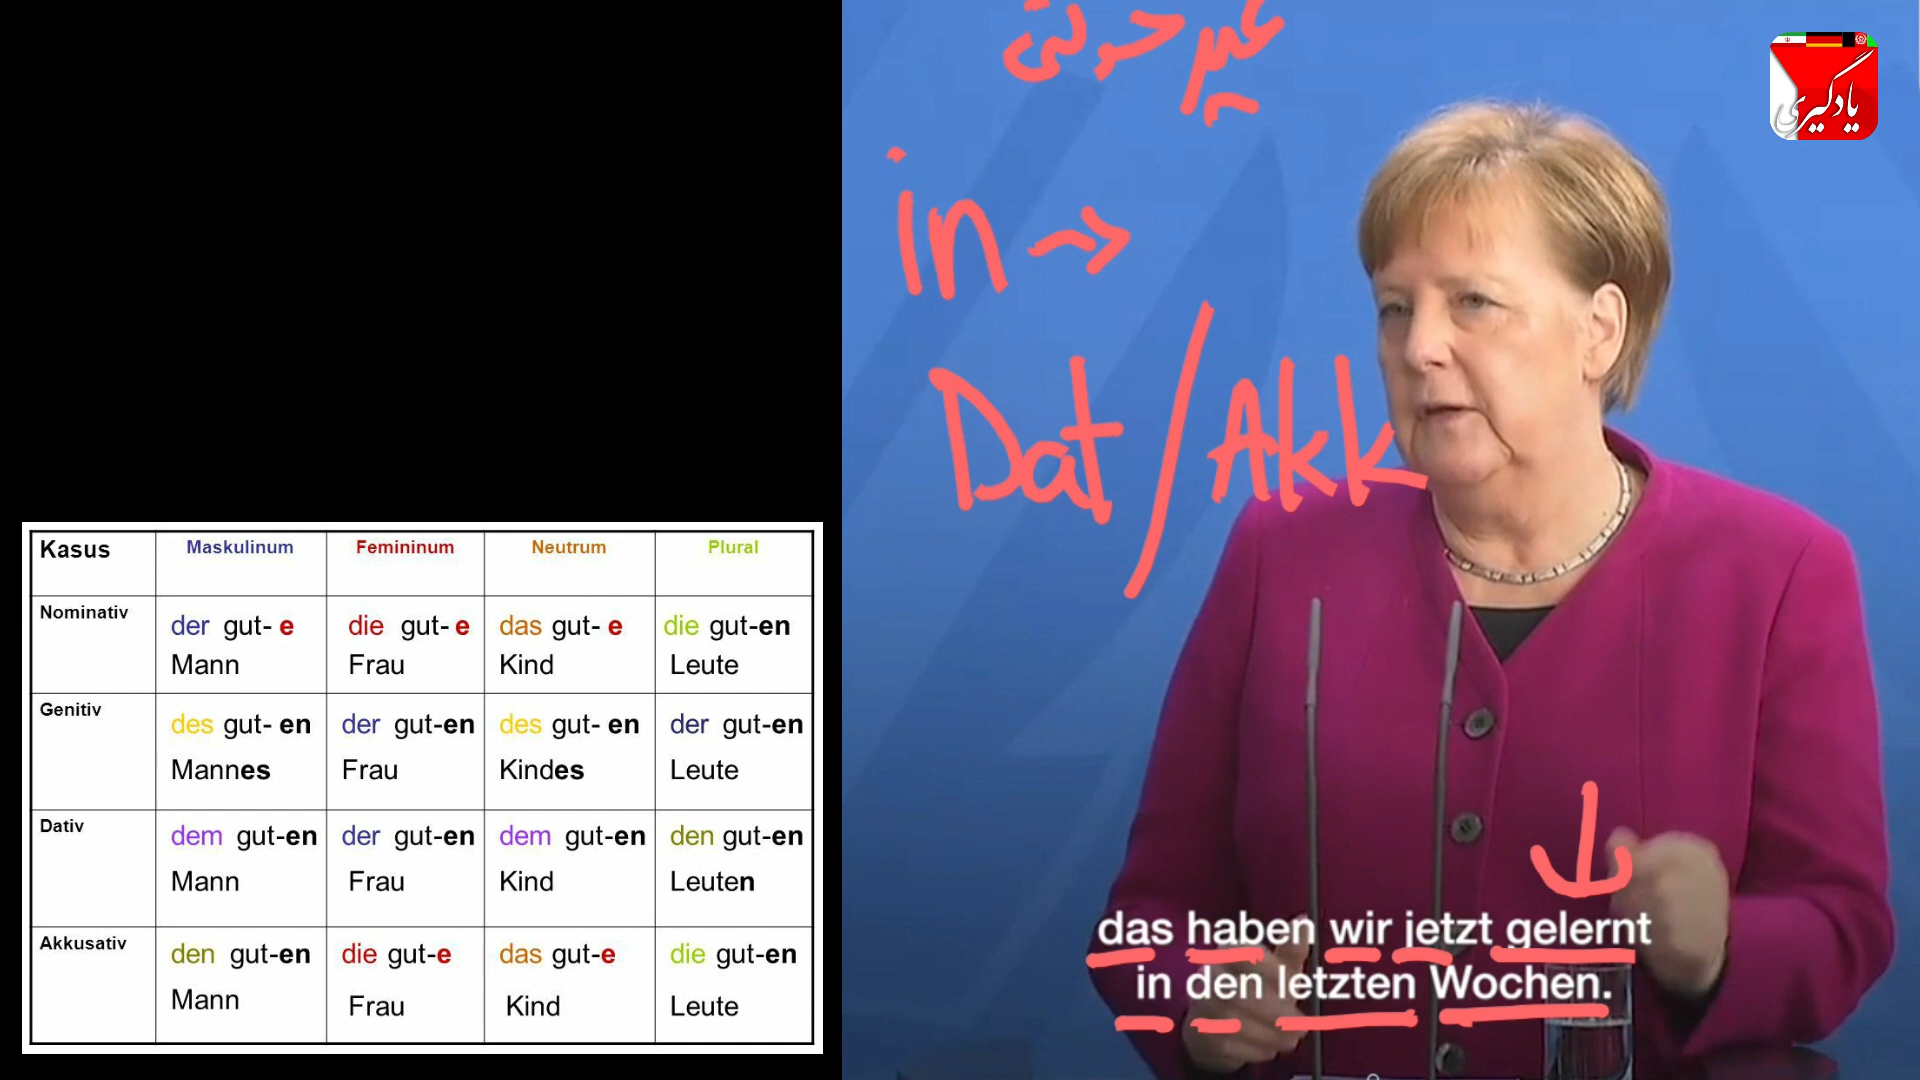 Kasus Maskulinum Femininum Neutrum Plural
Nominativ der gut- e Mann die gut- e Frau das gut- e Kind die gut-en Leute
Genitiv des gut- en Mannes der gut-en Frau des gut- en Kindes der gut-en Leute
Dativ dem gut-en Mann der gut-en Frau dem gut-en Kind den gut-en Leuten
Akkusativ den gut-en Mann die gut-e Frau das gut-e Kind die gut-en Leute
غیر حرکتی
in →
Dat/Akk
یادگیری
das haben wir jetzt gelernt
in den letzten Wochen.